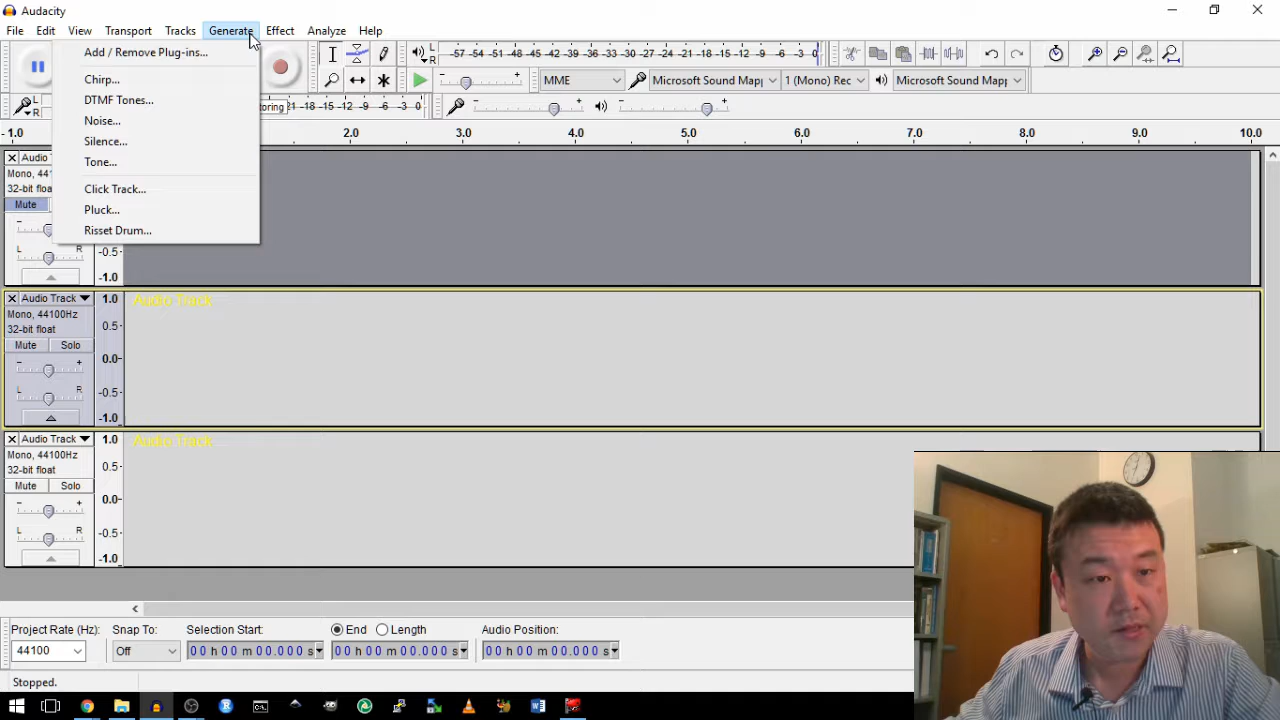 Audacity
File Edit View Transport Tracks Generate Effect Analyze Help
Add / Remove Plug-ins...
Chirp...
DTMF Tones...
Noise...
Silence...
Tone...
Click Track...
Pluck...
Risset Drum...
L
R
-57 -54 -51 -48 -45 -42 -39 -36 -33 -30 -27 -24 -21 -18 -15 -12 -9 -6 -3 0
MME Microsoft Sound Mapp 1 (Mono) Rec Microsoft Sound Mapp
L
R
-18 -15 -12 -9 -6 -3 0
-1.0 2.0 3.0 4.0 5.0 6.0 7.0 8.0 9.0 10.0
Audio T
Mono, 44
32-bit floa
Mute
-
L R
-0.5
-1.0
Audio Track 1.0 Audio Track
Mono, 44100Hz
32-bit float 0.5
Mute Solo
- + 0.0
L R -0.5
-1.0
Audio Track 1.0 Audio Track
Mono, 44100Hz
32-bit float 0.5
Mute Solo
- + 0.0
L R -0.5
-1.0
Project Rate (Hz): Snap To: Selection Start: End Length Audio Position:
44100 Off 00 h 00 m 00.000 s 00 h 00 m 00.000 s 00 h 00 m 00.000 s
Stopped.